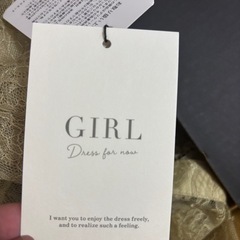 GIRL
Dress for now
I want you to enjoy the dress freely,
and to realize such a feeling.